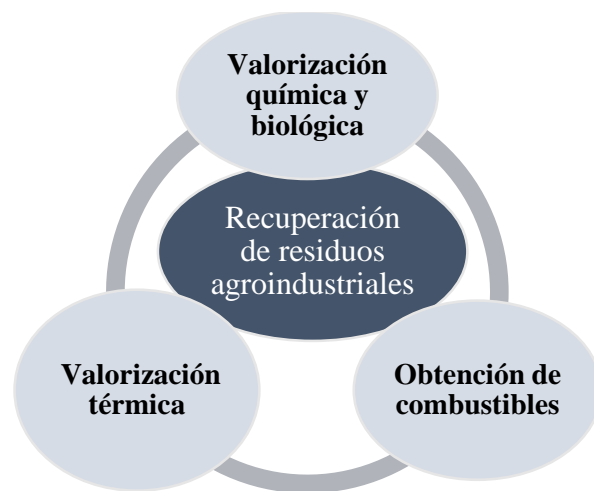 Valorización
química y
biológica
Recuperación
de residuos
agroindustriales
Valorización
térmica
Obtención de
combustibles